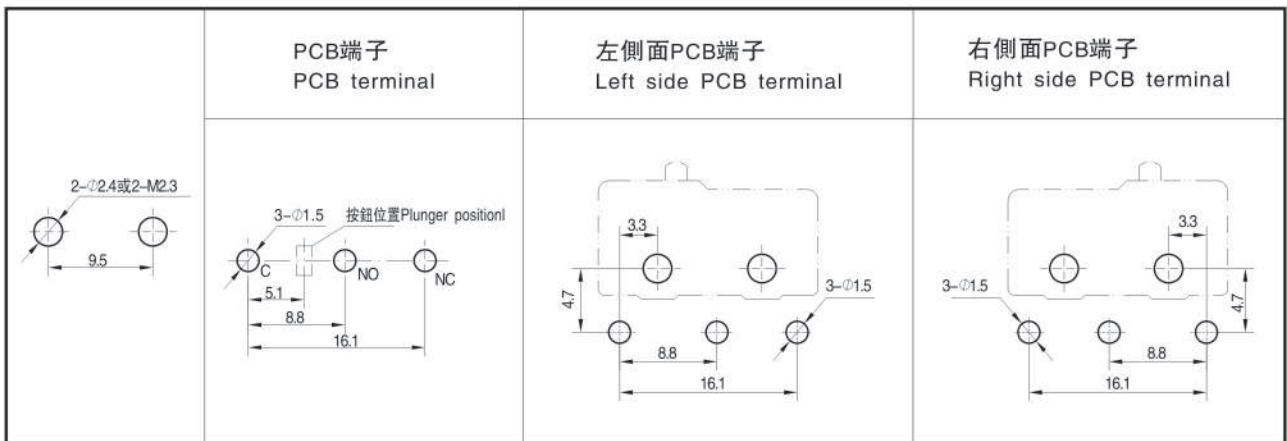 PCB端子
PCB terminal
左側面PCB端子
Left side PCB terminal
右側面PCB端子
Right side PCB terminal
2-∅2.4或2-M2.3
9.5
3-∅1.5
按鈕位置Plunger positionl
C
NO
NC
5.1
8.8
16.1
3.3
4.7
3-∅1.5
8.8
16.1
3.3
3-∅1.5
4.7
8.8
16.1